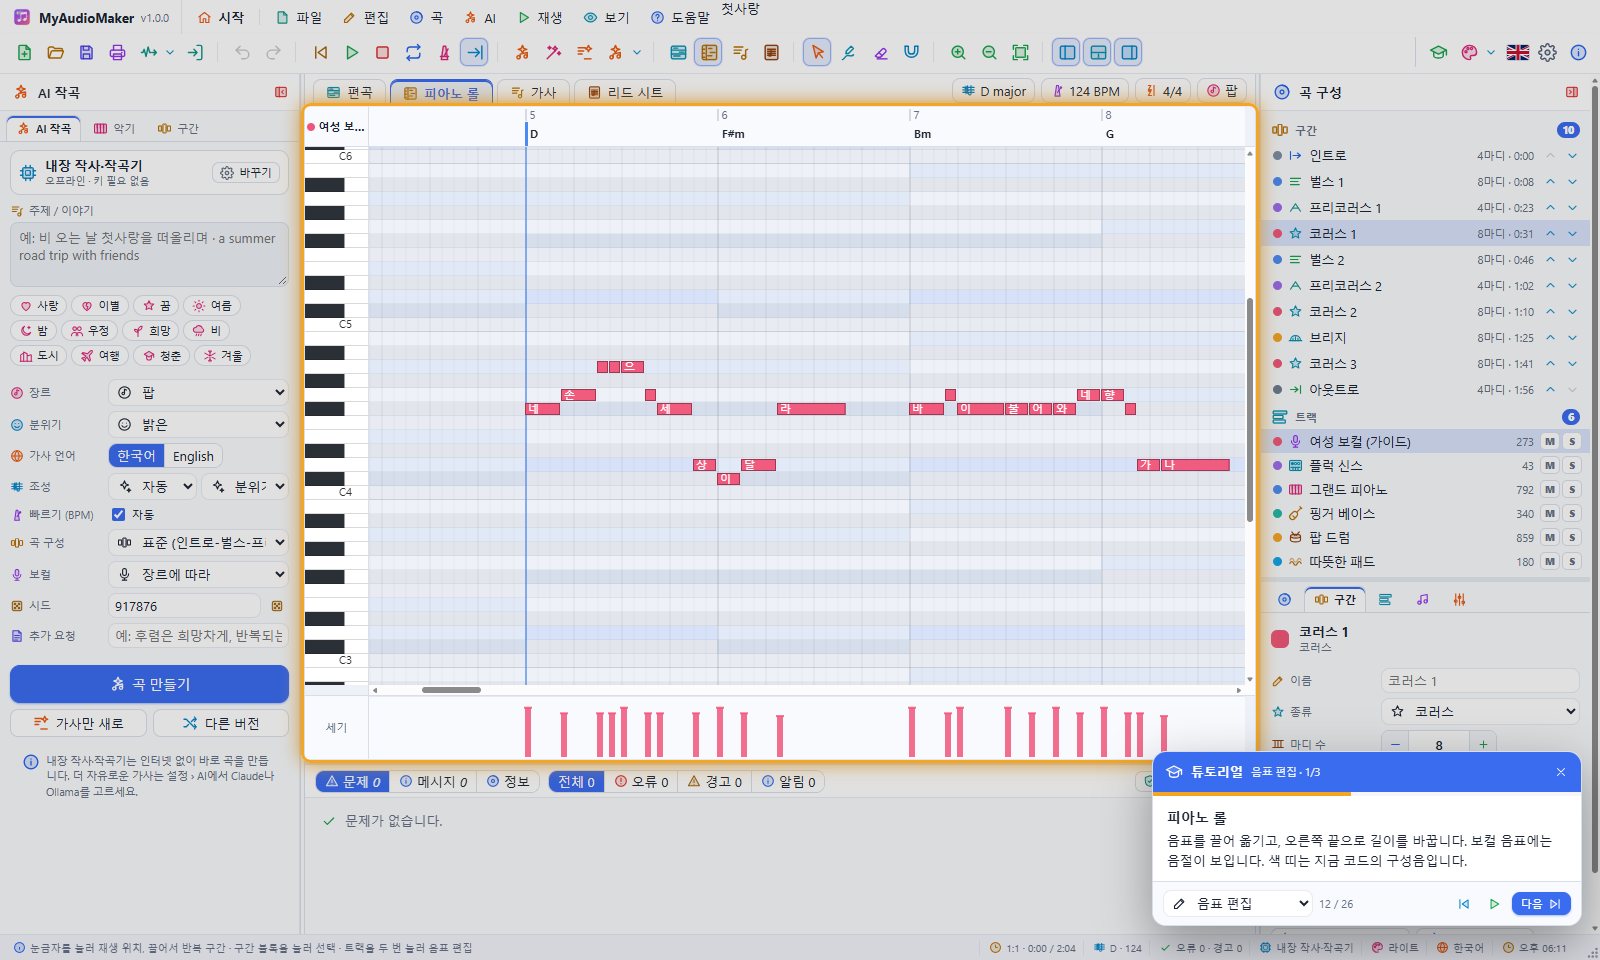 MyAudioMaker v1.0.0
시작 파일 편집 곡 AI 재생 보기 도움말 첫사랑
AI 작곡
AI 작곡 악기 구간
내장 작사·작곡기
오프라인 · 키 필요 없음
바꾸기
주제 / 이야기
예: 비 오는 날 첫사랑을 떠올리며 · a summer
road trip with friends
사랑 이별 꿈 여름
밤 우정 희망 비
도시 여행 청춘 겨울
장르 팝
분위기 밝은
가사 언어 한국어 English
조성 자동 분위기
빠르기 (BPM) 자동
곡 구성 표준 (인트로-벌스-프
보컬 장르에 따라
시드 917876
추가 요청 예: 후렴은 희망차게, 반복되는
곡 만들기
가사만 새로 다른 버전
내장 작사·작곡기는 인터넷 없이 바로 곡을 만듭
니다. 더 자유로운 가사는 설정 › AI에서 Claude나
Ollama를 고르세요.
편곡 피아노 롤 가사 리드 시트
D major 124 BPM 4/4 팝
여성 보...
5 6 7 8
D F#m Bm G
C6
C5
으
손 네 향
네 세 라 바 이 불 어 와
상 달 가 나
이
C4
C3
세기
문제 0 메시지 0 정보 전체 0 오류 0 경고 0 알림 0
문제가 없습니다.
곡 구성
구간 10
인트로 4마디 · 0:00
벌스 1 8마디 · 0:08
프리코러스 1 4마디 · 0:23
코러스 1 8마디 · 0:31
벌스 2 8마디 · 0:46
프리코러스 2 4마디 · 1:02
코러스 2 8마디 · 1:10
브리지 8마디 · 1:25
코러스 3 8마디 · 1:41
아웃트로 4마디 · 1:56
트랙 6
여성 보컬 (가이드) 273 M S
플럭 신스 43 M S
그랜드 피아노 792 M S
핑거 베이스 340 M S
팝 드럼 859 M S
따뜻한 패드 180 M S
구간
코러스 1
코러스
이름 코러스 1
종류 코러스
마디 수 8
튜토리얼 음표 편집 · 1/3
피아노 롤
음표를 끌어 옮기고, 오른쪽 끝으로 길이를 바꿉니다. 보컬 음표에는
음절이 보입니다. 색 띠는 지금 코드의 구성음입니다.
음표 편집 12 / 26 다음
눈금자를 눌러 재생 위치, 끌어서 반복 구간 · 구간 블록을 눌러 선택 · 트랙을 두 번 눌러 음표 편집
1:1 · 0:00 / 2:04 D · 124 오류 0 · 경고 0 내장 작사·작곡기 라이트 한국어 오후 06:11